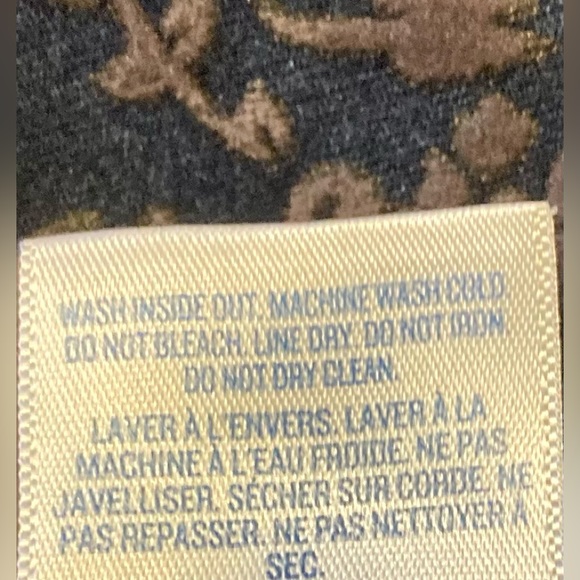 WASH INSIDE OUT. MACHINE WASH COLD.
DO NOT BLEACH. LINE DRY. DO NOT IRON.
DO NOT DRY CLEAN.
LAVER À L'ENVERS. LAVER À LA
MACHINE À L'EAU FROIDE. NE PAS
JAVELLISER. SÉCHER SUR CORDE. NE
PAS REPASSER. NE PAS NETTOYER À
SEC.